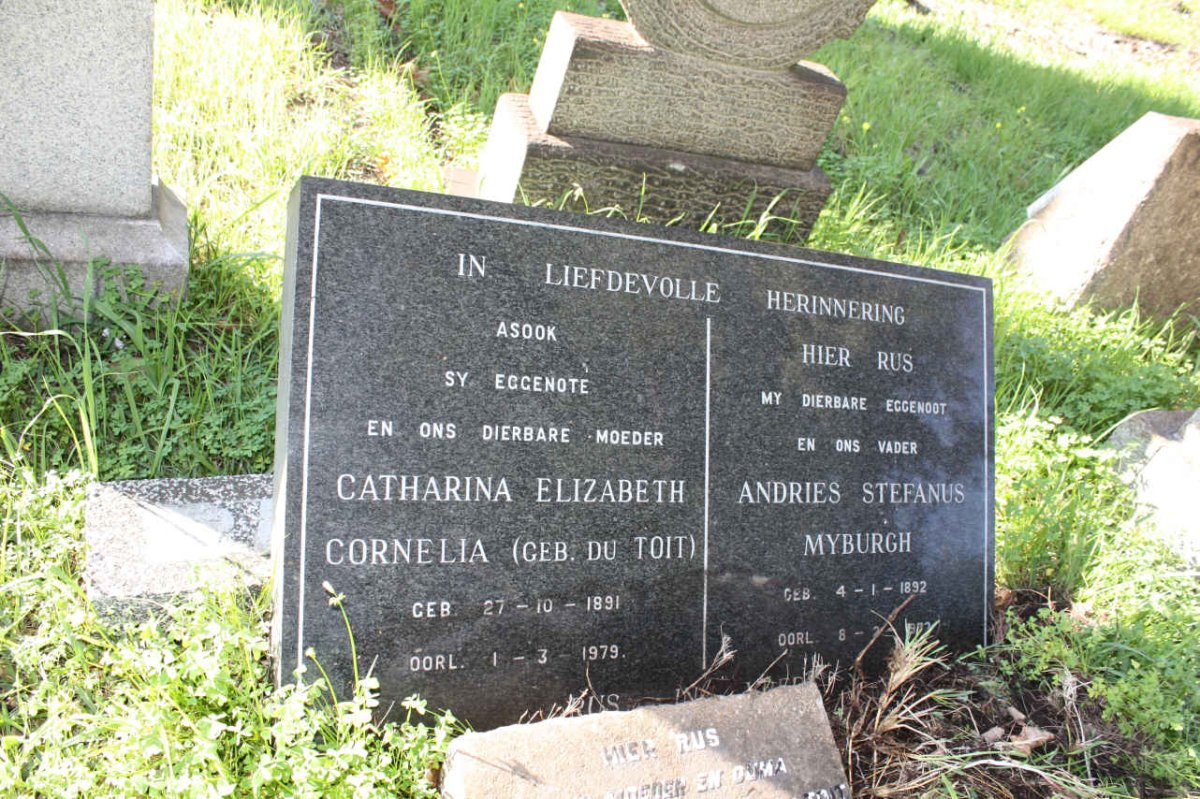 IN LIEFDEVOLLE HERINNERING
ASOOK
SY EGGENOTE
EN ONS DIERBARE MOEDER
CATHARINA ELIZABETH
CORNELIA (GEB. DU TOIT)
GEB. 27-10-1891
OORL. 1-3-1979.
HIER RUS
MY DIERBARE EGGENOOT
EN ONS VADER
ANDRIES STEFANUS
MYBURGH
GEB. 4-1-1892
OORL. 8-
HIER RUS
MOEDER EN OUMA